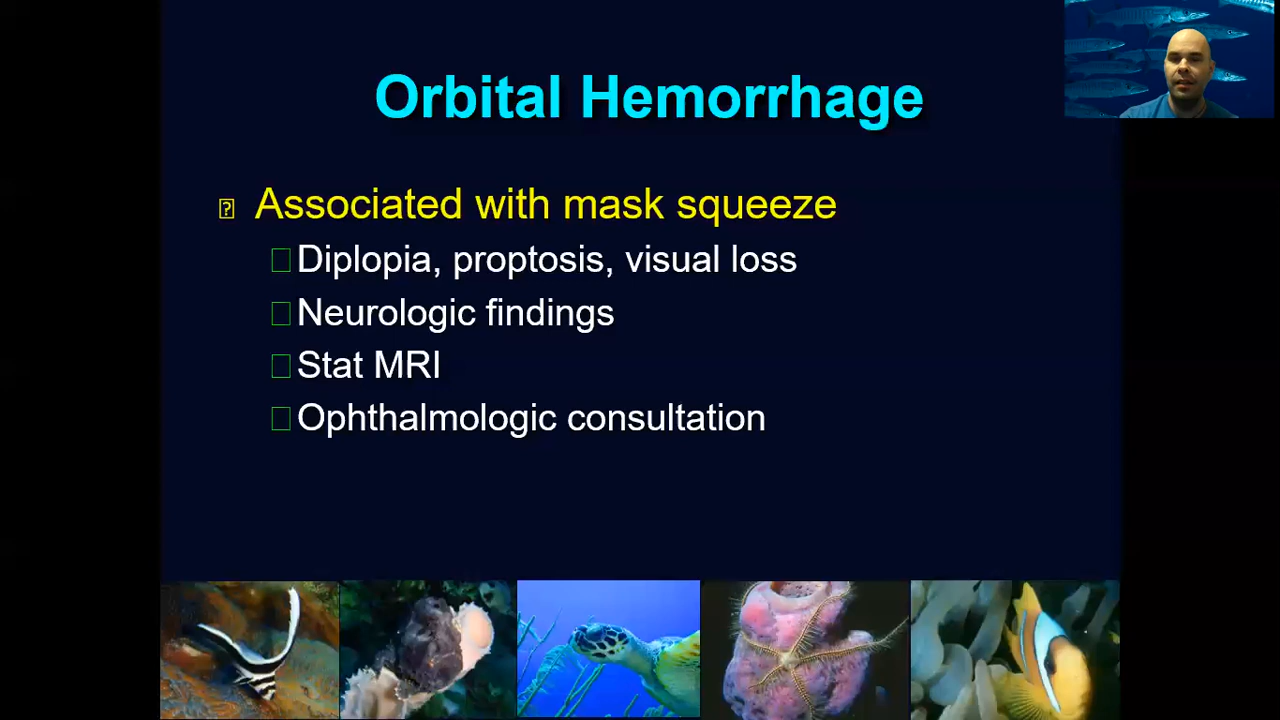 Orbital Hemorrhage
Associated with mask squeeze
Diplopia, proptosis, visual loss
Neurologic findings
Stat MRI
Ophthalmologic consultation